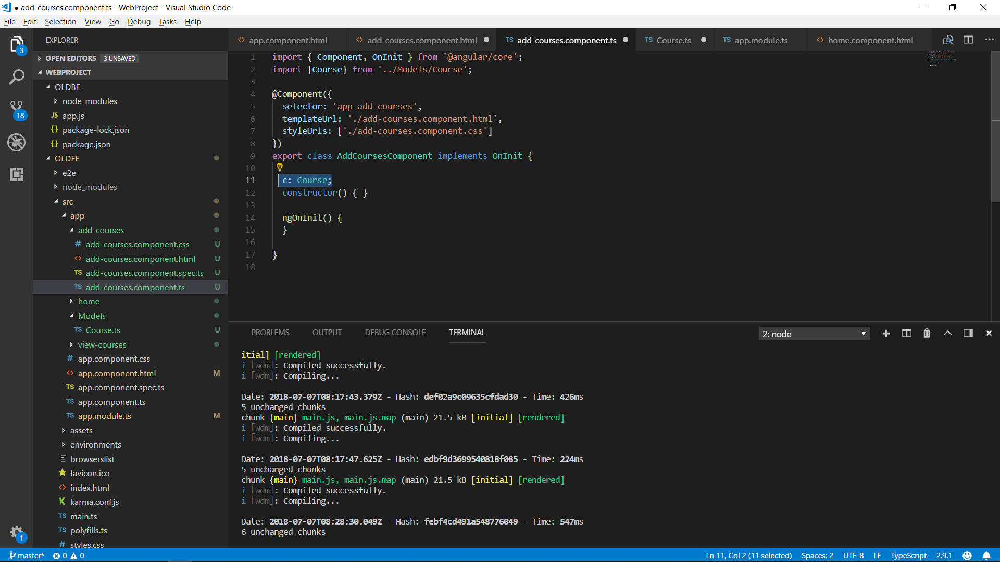 add-courses.component.ts - WebProject - Visual Studio Code
File Edit Selection View Go Debug Tasks Help
EXPLORER
OPEN EDITORS 3 UNSAVED
WEBPROJECT
OLDBE
node_modules
JS app.js
{} package-lock.json
{} package.json
OLDFE
e2e
node_modules
src
app
add-courses
# add-courses.component.css U
<> add-courses.component.html U
TS add-courses.component.spec.ts U
TS add-courses.component.ts U
home
Models
TS Course.ts U
view-courses
# app.component.css
<> app.component.html M
TS app.component.spec.ts
TS app.component.ts
TS app.module.ts M
assets
environments
browserslist
favicon.ico
<> index.html
K karma.conf.js
TS main.ts
TS polyfills.ts
# styles.css
3
18
1
<> app.component.html <> add-courses.component.html TS add-courses.component.ts TS Course.ts TS app.module.ts <> home.component.html
1 import { Component, OnInit } from '@angular/core';
2 import {Course} from '../Models/Course';
3
4 @Component({
5 selector: 'app-add-courses',
6 templateUrl: './add-courses.component.html',
7 styleUrls: ['./add-courses.component.css']
8 })
9 export class AddCoursesComponent implements OnInit {
10
11 c: Course;
12 constructor() { }
13
14 ngOnInit() {
15 }
16
17 }
18
PROBLEMS OUTPUT DEBUG CONSOLE TERMINAL 2: node
itial] [rendered]
i ｢wdm｣: Compiled successfully.
i ｢wdm｣: Compiling...
Date: 2018-07-07T08:17:43.379Z - Hash: def02a9c09635cfdad30 - Time: 426ms
5 unchanged chunks
chunk {main} main.js, main.js.map (main) 21.5 kB [initial] [rendered]
i ｢wdm｣: Compiled successfully.
i ｢wdm｣: Compiling...
Date: 2018-07-07T08:17:47.625Z - Hash: edbf9d3699540818f085 - Time: 224ms
5 unchanged chunks
chunk {main} main.js, main.js.map (main) 21.5 kB [initial] [rendered]
i ｢wdm｣: Compiled successfully.
i ｢wdm｣: Compiling...
Date: 2018-07-07T08:28:30.049Z - Hash: febf4cd491a548776049 - Time: 547ms
6 unchanged chunks
master* 0 0 Ln 11, Col 2 (11 selected) Spaces: 2 UTF-8 LF TypeScript 2.9.1